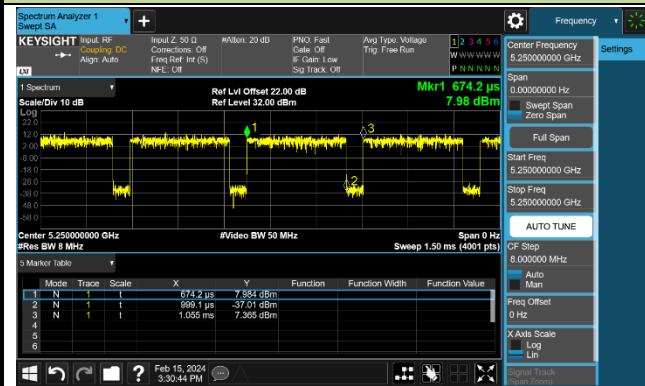 Spectrum Analyzer 1
Swept SA
Frequency
KEYSIGHT
Input: RF
Coupling: DC
Align: Auto
Input Z: 50 Ω
Corrections: Off
Freq Ref: Int (S)
NFE: Off
#Atten: 20 dB
PNO: Fast
Gate: Off
IF Gain: Low
Sig Track: Off
Avg Type: Voltage
Trig: Free Run
1 2 3 4 5 6
W W W W W W
P N N N N N
LXI
1 Spectrum
Scale/Div 10 dB
Ref Lvl Offset 22.00 dB
Ref Level 32.00 dBm
Mkr1 674.2 µs
7.98 dBm
Log
22.0
12.0
2.00
-8.00
-18.0
-28.0
-38.0
-48.0
-58.0
1
2
3
Center 5.250000000 GHz
#Res BW 8 MHz
#Video BW 50 MHz
Span 0 Hz
Sweep 1.50 ms (4001 pts)
5 Marker Table
Mode Trace Scale X Y Function Function Width Function Value
1 N 1 t 674.2 µs 7.984 dBm
2 N 1 t 999.1 µs -37.01 dBm
3 N 1 t 1.055 ms 7.365 dBm
4
5
6
Feb 15, 2024
3:30:44 PM
Center Frequency
5.250000000 GHz
Settings
Span
0.00000000 Hz
Swept Span
Zero Span
Full Span
Start Freq
5.250000000 GHz
Stop Freq
5.250000000 GHz
AUTO TUNE
CF Step
8.000000 MHz
Auto
Man
Freq Offset
0 Hz
X Axis Scale
Log
Lin
Signal Track
(Span Zoom)